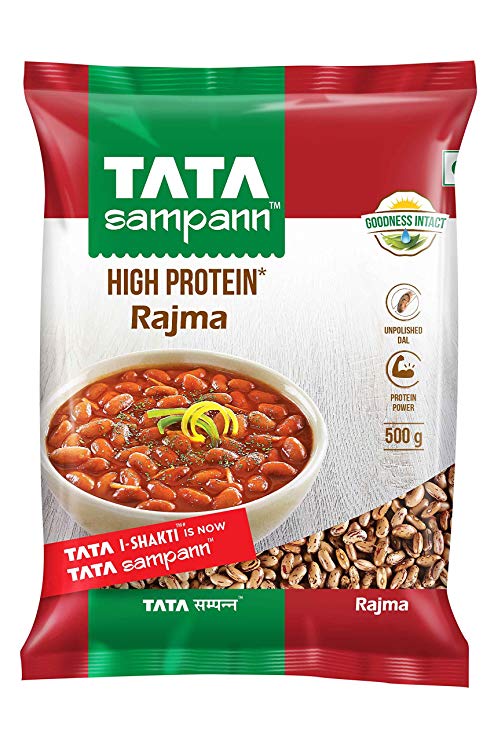 TATA
sampann™
GOODNESS INTACT
HIGH PROTEIN*
Rajma
UNPOLISHED
DAL
PROTEIN
POWER
500 g
TATA I-SHAKTI™# IS NOW
TATA sampann™
TATA सम्पन्न™
Rajma